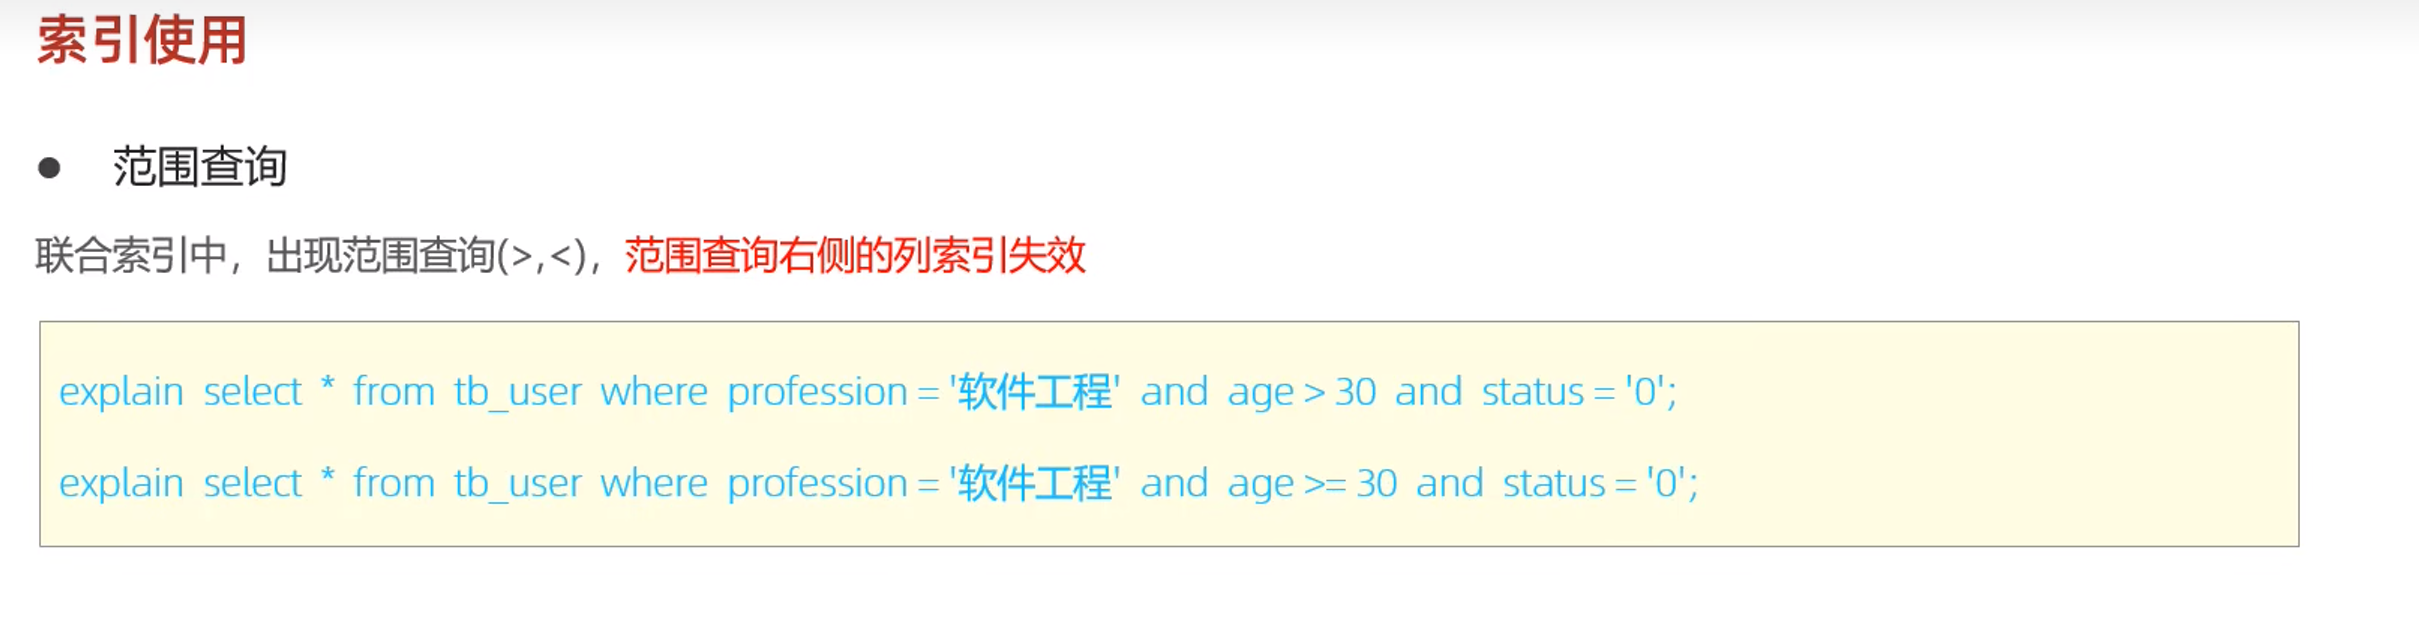 索引使用
● 范围查询
联合索引中，出现范围查询(>,<)，范围查询右侧的列索引失效
explain select * from tb_user where profession = '软件工程' and age > 30 and status = '0';
explain select * from tb_user where profession = '软件工程' and age >= 30 and status = '0';